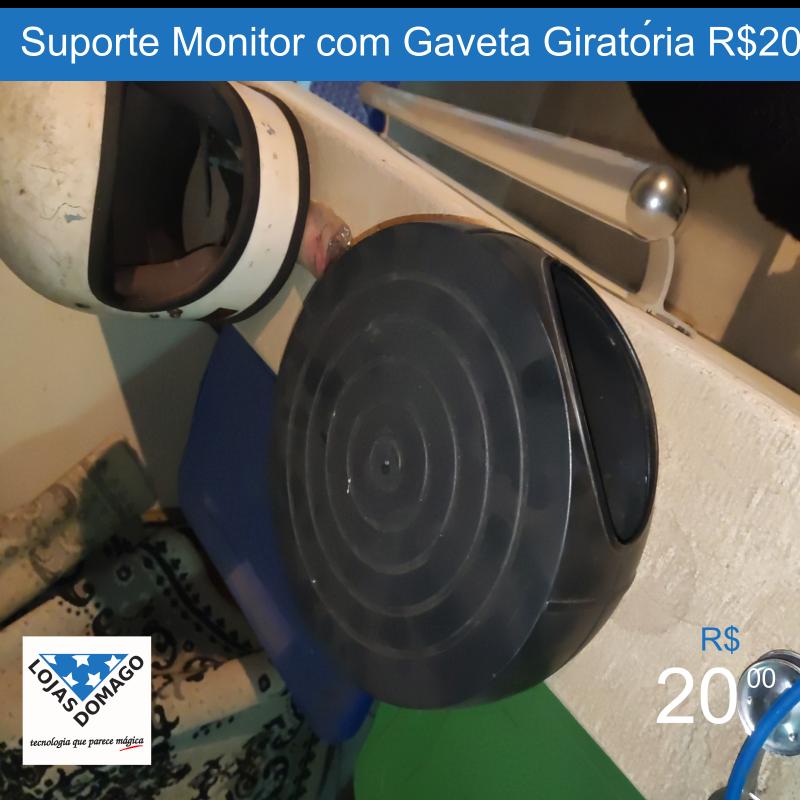 Suporte Monitor com Gaveta Giratória R$20
R$
20 00
LOJAS DOMAGO
tecnologia que parece mágica